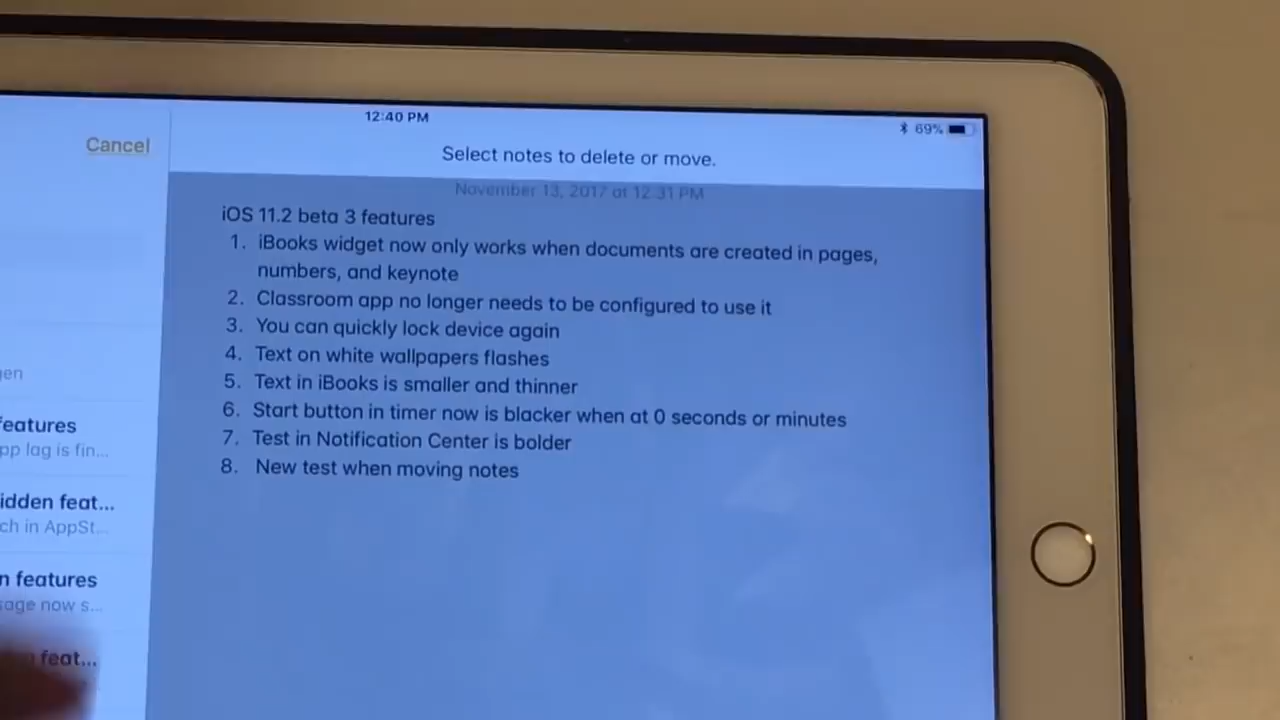 12:40 PM
69%
Cancel
Select notes to delete or move.
November 13, 2017 at 12:31 PM
iOS 11.2 beta 3 features
1. iBooks widget now only works when documents are created in pages,
numbers, and keynote
2. Classroom app no longer needs to be configured to use it
3. You can quickly lock device again
4. Text on white wallpapers flashes
5. Text in iBooks is smaller and thinner
6. Start button in timer now is blacker when at 0 seconds or minutes
7. Test in Notification Center is bolder
8. New test when moving notes
gen
features
pp lag is fin...
idden feat...
ch in AppSt...
n features
sage now s...
feat...